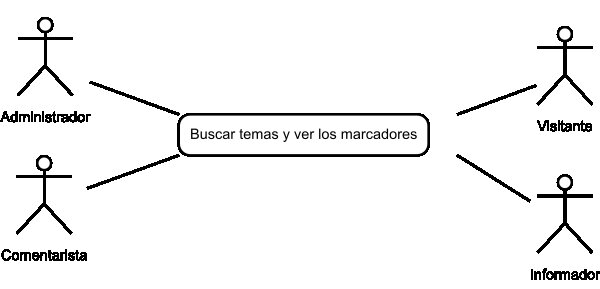 Administrador
Visitante
Buscar temas y ver los marcadores
Comentarista
Informador